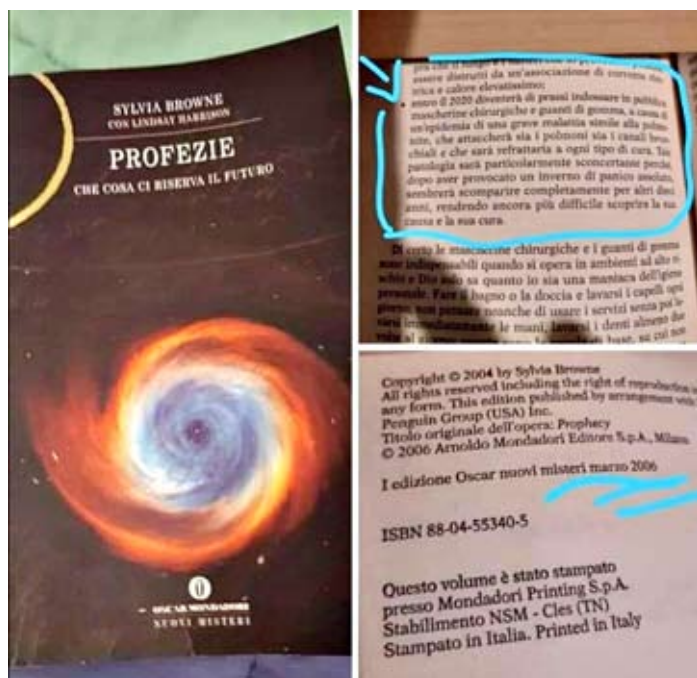 SYLVIA BROWNE
CON LINDSAY HARRISON
PROFEZIE
CHE COSA CI RISERVA IL FUTURO
OSCAR MONDADORI
NUOVI MISTERI
essere distrutti da un'associazione di corrente
e calore elevatissimo;
entro il 2020 diventerà di prassi indossare in pubblico
mascherine chirurgiche e guanti di gomma, a causa di
un'epidemia di una grave malattia simile alla polmo-
nite, che attaccherà sia i polmoni sia i canali bron-
chiali e che sarà refrattaria a ogni tipo di cura. Tale
patologia sarà particolarmente sconcertante perché,
dopo aver provocato un inverno di panico assoluto,
sembrerà scomparire completamente per altri dieci
anni, rendendo ancora più difficile scoprire la sua
causa e la sua cura.
Di certo le mascherine chirurgiche e i guanti di gomma
sono indispensabili quando si opera in ambienti ad alto ri-
schio e Dio solo sa quanto io sia una maniaca dell'igiene
personale. Fare il bagno o la doccia e lavarsi i capelli ogni
giorno, non pensare neanche di usare i servizi senza poi la-
varsi immediatamente le mani, lavarsi i denti almeno due
su cui non
Copyright © 2004 by Sylvia Browne
All rights reserved including the right of reproduction
any form. This edition published by arrangement with
Penguin Group (USA) Inc.
Titolo originale dell'opera: Prophecy
© 2006 Arnoldo Mondadori Editore S.p.A., Milano
I edizione Oscar nuovi misteri marzo 2006
ISBN 88-04-55340-5
Questo volume è stato stampato
presso Mondadori Printing S.p.A.
Stabilimento NSM - Cles (TN)
Stampato in Italia. Printed in Italy